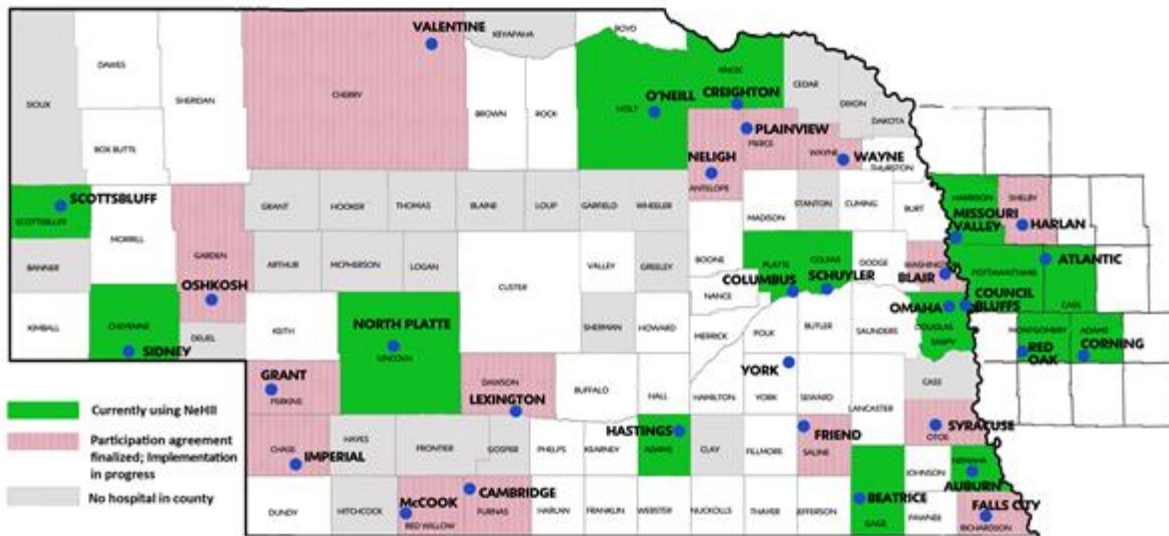 VALENTINE
KEYAPAHA
BOYD
DAWES
SIOUX
SHERIDAN
CHERRY
BROWN
ROCK
HOLT
O'NEILL
KNOX
CREIGHTON
CEDAR
DIXON
DAKOTA
BOX BUTTE
PLAINVIEW
PIERCE
WAYNE
WAYNE
THURSTON
NELIGH
ANTELOPE
SCOTTSBLUFF
SCOTTSBLUFF
MORRILL
GARDEN
GRANT
HOOKER
THOMAS
BLAINE
LOUP
GARFIELD
WHEELER
MADISON
STANTON
CUMING
BURT
HARRISON
SHELBY
MISSOURI
VALLEY
HARLAN
BANNER
OSHKOSH
ARTHUR
MCPHERSON
LOGAN
CUSTER
VALLEY
GREELEY
BOONE
PLATTE
COLFAX
DODGE
WASHINGTON
BLAIR
POTTAWATTAMIE
ATLANTIC
CASS
NANCE
COLUMBUS
SCHUYLER
OMAHA
COUNCIL
BLUFFS
DOUGLAS
SARPY
KIMBALL
CHEYENNE
SIDNEY
DEUEL
KEITH
NORTH PLATTE
LINCOLN
SHERMAN
HOWARD
MERRICK
POLK
BUTLER
SAUNDERS
MONTGOMERY
ADAMS
RED
OAK
CORNING
GRANT
PERKINS
DAWSON
LEXINGTON
BUFFALO
HALL
HAMILTON
YORK
YORK
SEWARD
LANCASTER
CASS
Currently using NeHII
Participation agreement
finalized; Implementation
in progress
No hospital in county
CHASE
IMPERIAL
HAYES
FRONTIER
GOSPER
PHELPS
KEARNEY
HASTINGS
ADAMS
CLAY
FILLMORE
FRIEND
SALINE
SYRACUSE
OTOE
DUNDY
HITCHCOCK
McCOOK
RED WILLOW
CAMBRIDGE
FURNAS
HARLAN
FRANKLIN
WEBSTER
NUCKOLLS
THAYER
JEFFERSON
BEATRICE
GAGE
JOHNSON
NEMAHA
AUBURN
PAWNEE
FALLS CITY
RICHARDSON